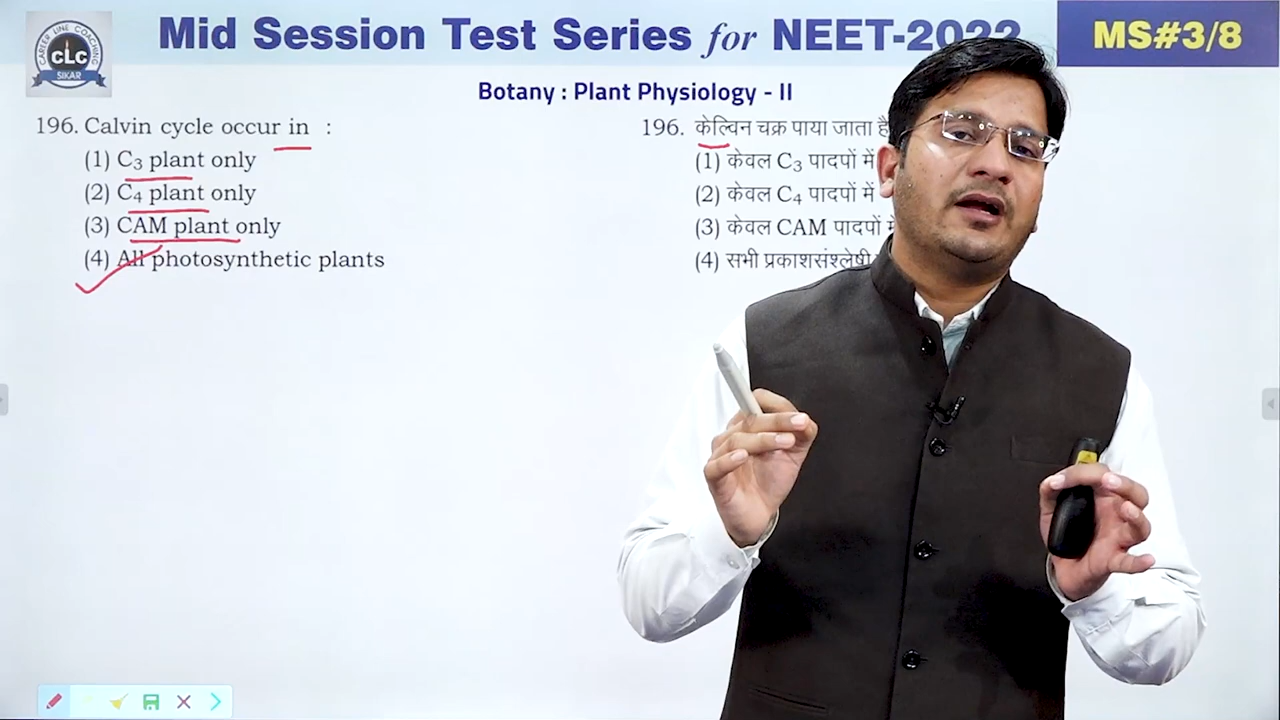 Mid Session Test Series for NEET-2022
MS#3/8
CAREER LINE COACHING
CLC
SIKAR
Botany : Plant Physiology - II
196. Calvin cycle occur in :
(1) C3 plant only
(2) C4 plant only
(3) CAM plant only
(4) All photosynthetic plants
196. केल्विन चक्र पाया जाता है
(1) केवल C3 पादपों में
(2) केवल C4 पादपों में
(3) केवल CAM पादपों में
(4) सभी प्रकाशसंश्लेषी